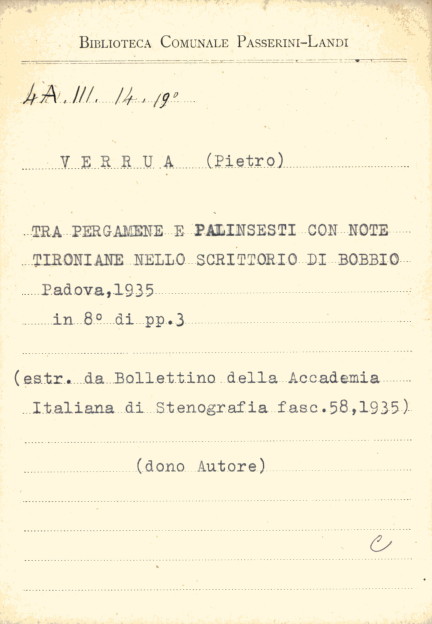 BIBLIOTECA COMUNALE PASSERINI-LANDI
4A.III. 14. 19º
VERRUA (Pietro)
TRA PERGAMENE E PALINSESTI CON NOTE
TIRONIANE NELLO SCRITTORIO DI BOBBIO
Padova,1935
in 8º di pp.3
(estr. da Bollettino della Accademia
Italiana di Stenografia fasc.58,1935)
(dono Autore)
C